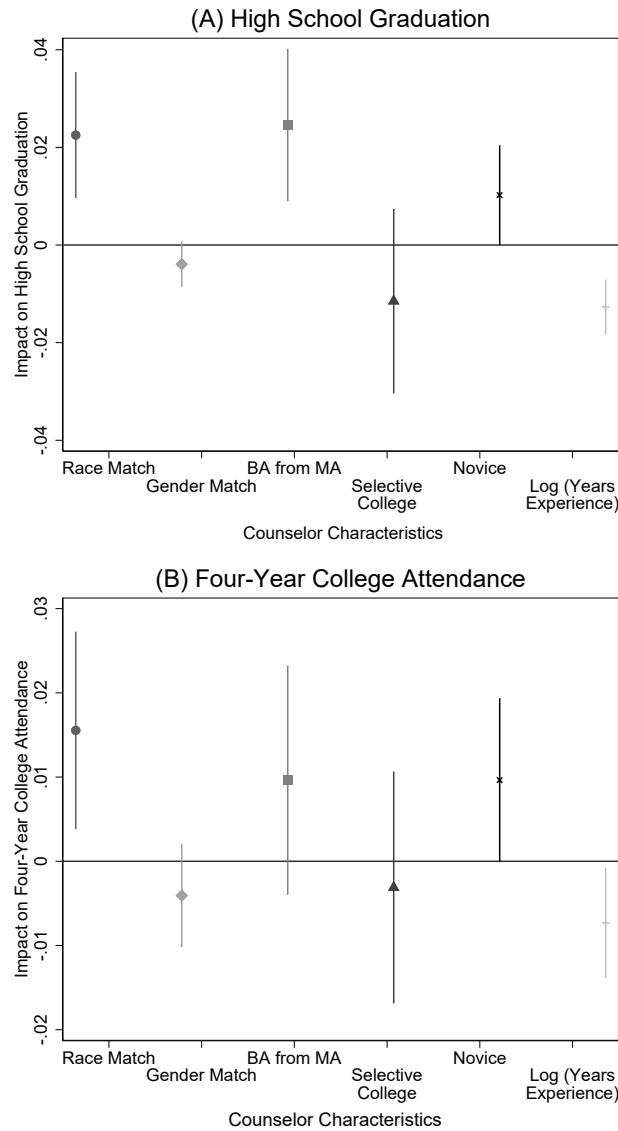 (A) High School Graduation
Impact on High School Graduation
.04
.02
0
-.02
-.04
Race Match
Gender Match
BA from MA
Selective
College
Novice
Log (Years
Experience)
Counselor Characteristics
(B) Four-Year College Attendance
Impact on Four-Year College Attendance
.03
.02
.01
0
-.01
-.02
Race Match
Gender Match
BA from MA
Selective
College
Novice
Log (Years
Experience)
Counselor Characteristics